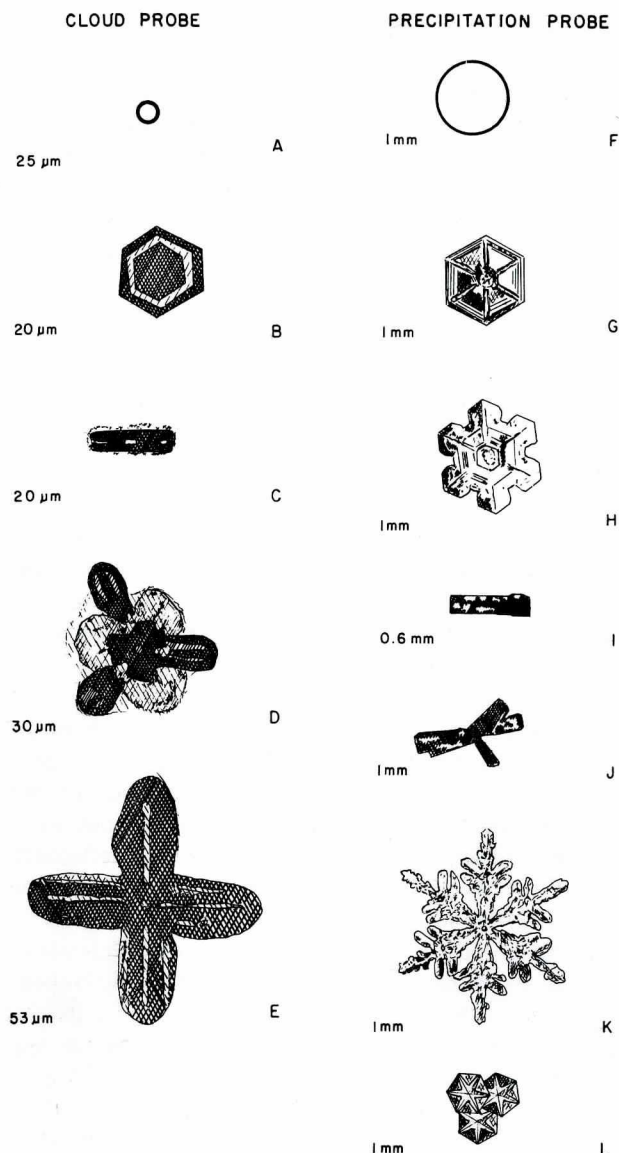 CLOUD PROBE
PRECIPITATION PROBE
25 μm
A
20 μm
B
20 μm
C
30 μm
D
53 μm
E
1mm
F
1mm
G
1mm
H
0.6 mm
I
1mm
J
1mm
K
1mm
L